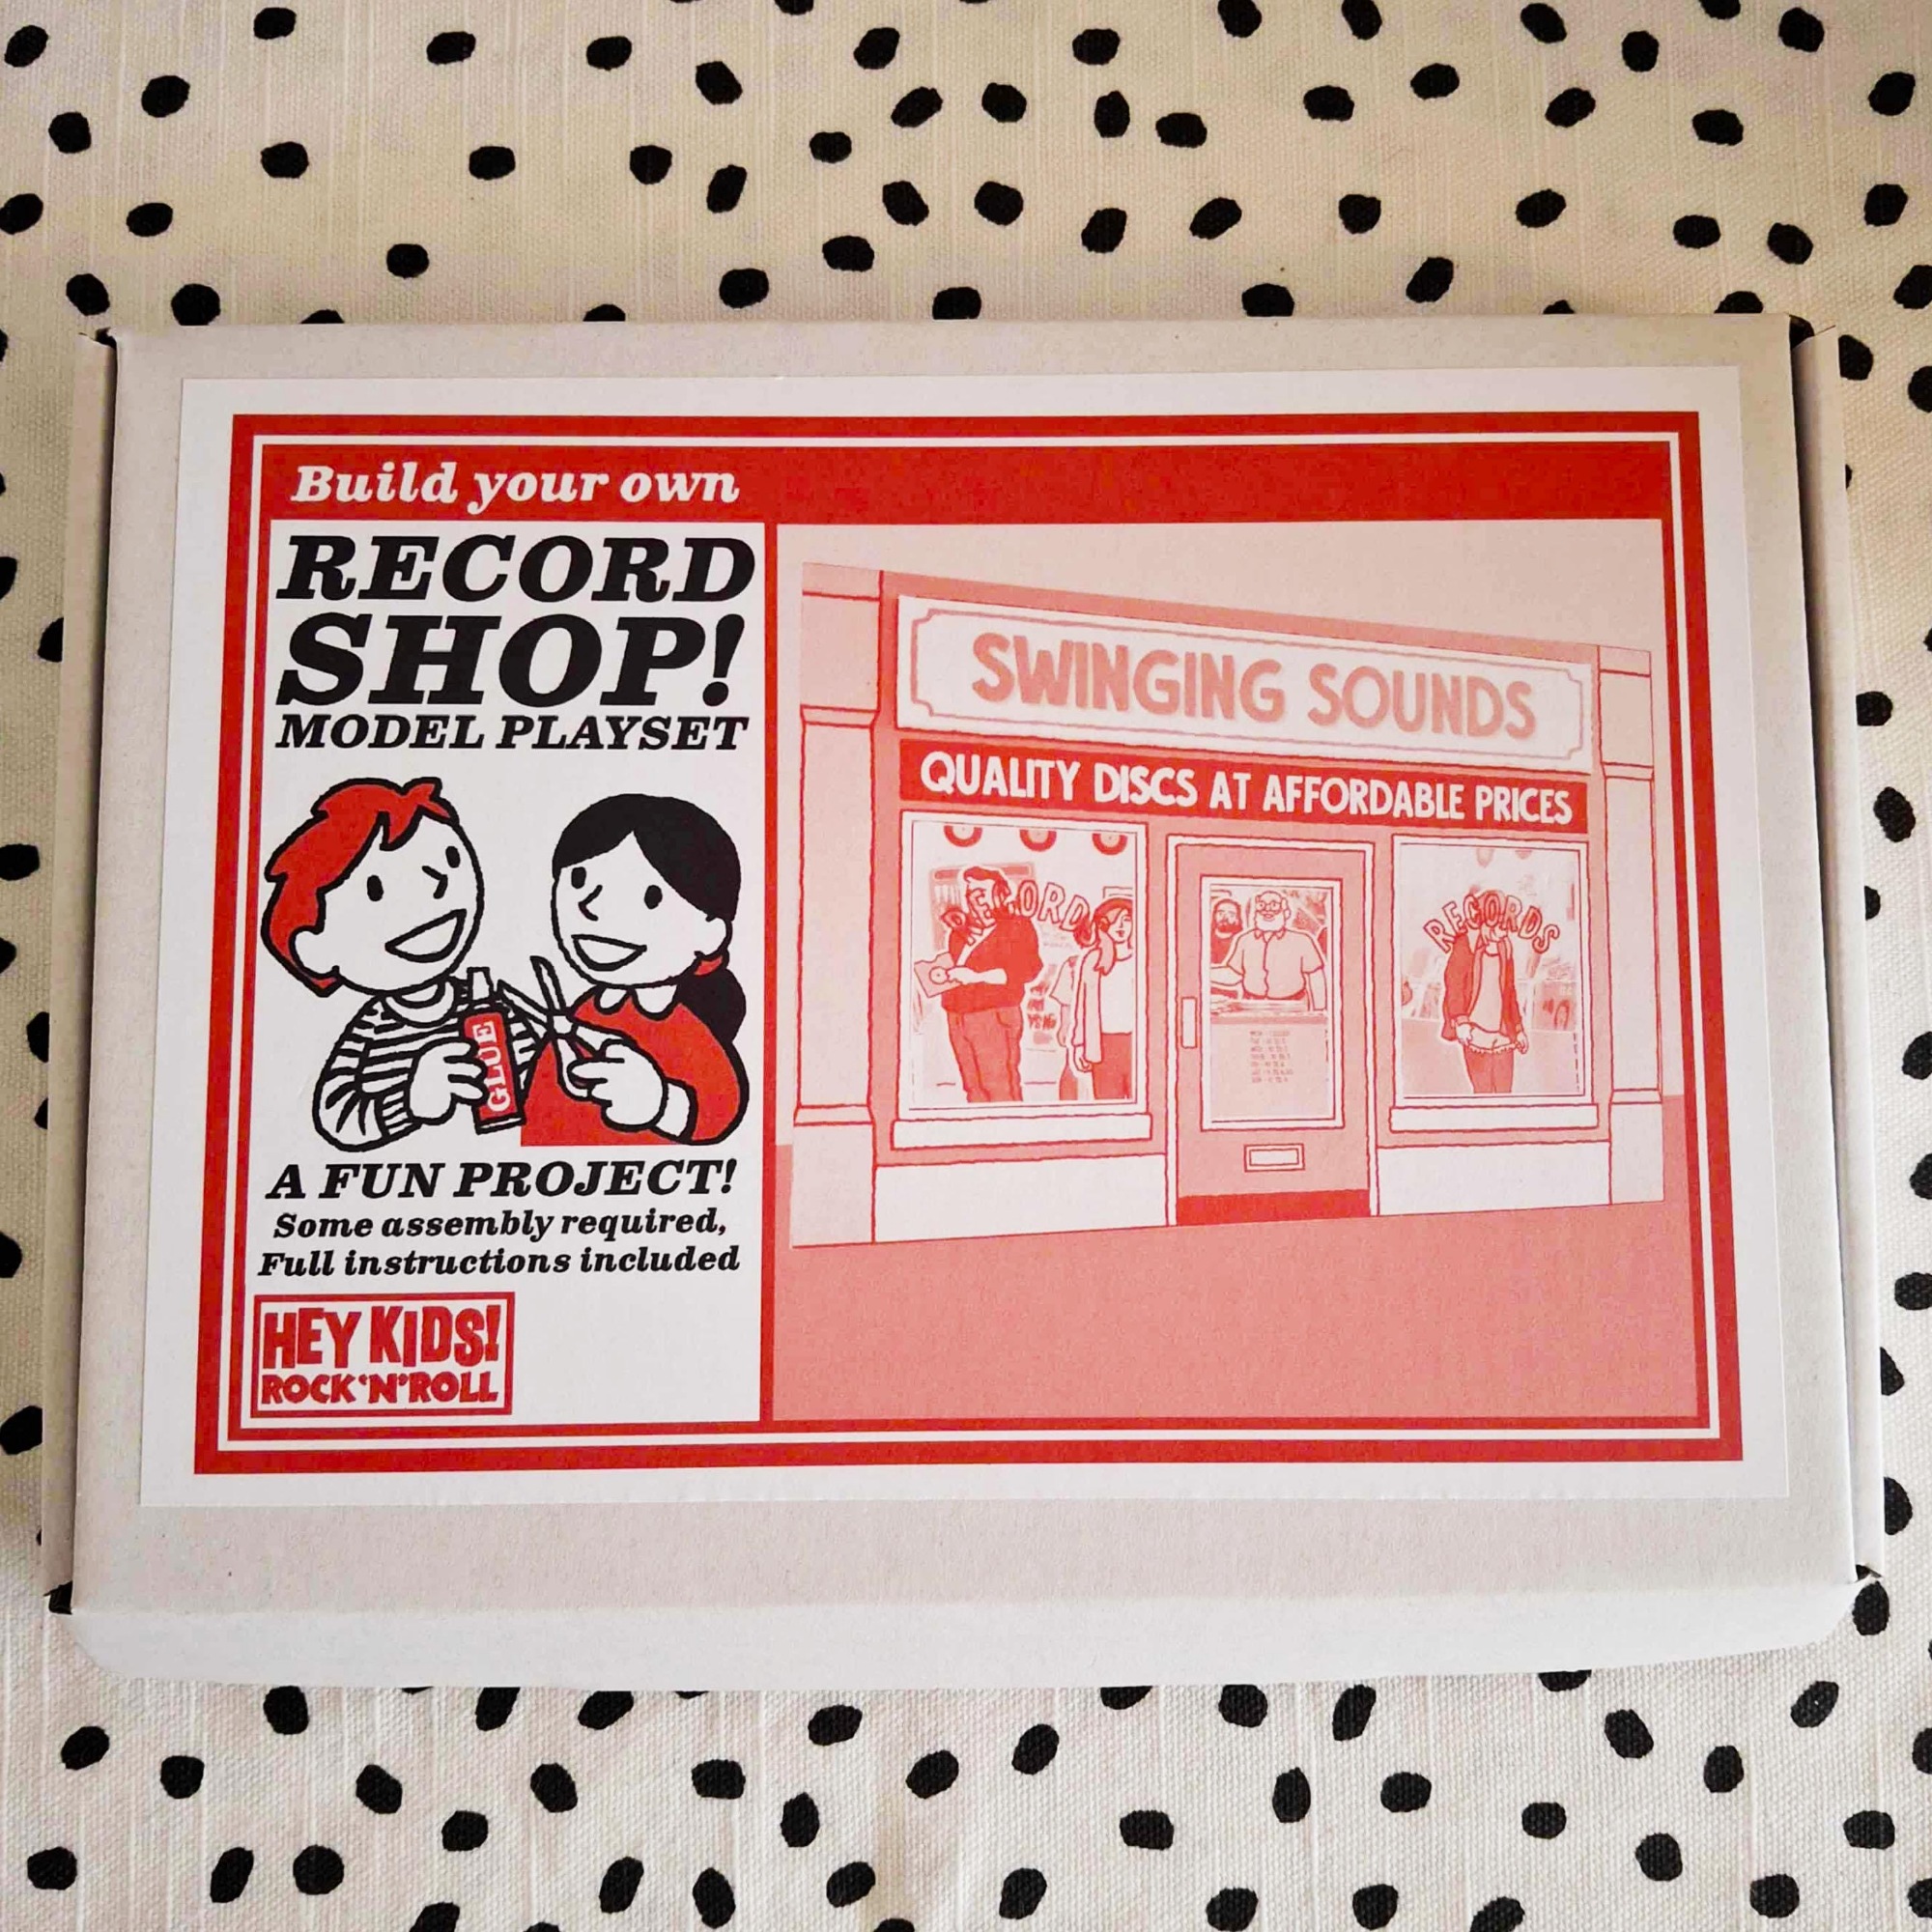 Build your own
RECORD
SHOP!
MODEL PLAYSET
GLUE
A FUN PROJECT!
Some assembly required,
Full instructions included
HEY KIDS!
ROCK'N'ROLL
SWINGING SOUNDS
QUALITY DISCS AT AFFORDABLE PRICES
RECORDS
RECORDS